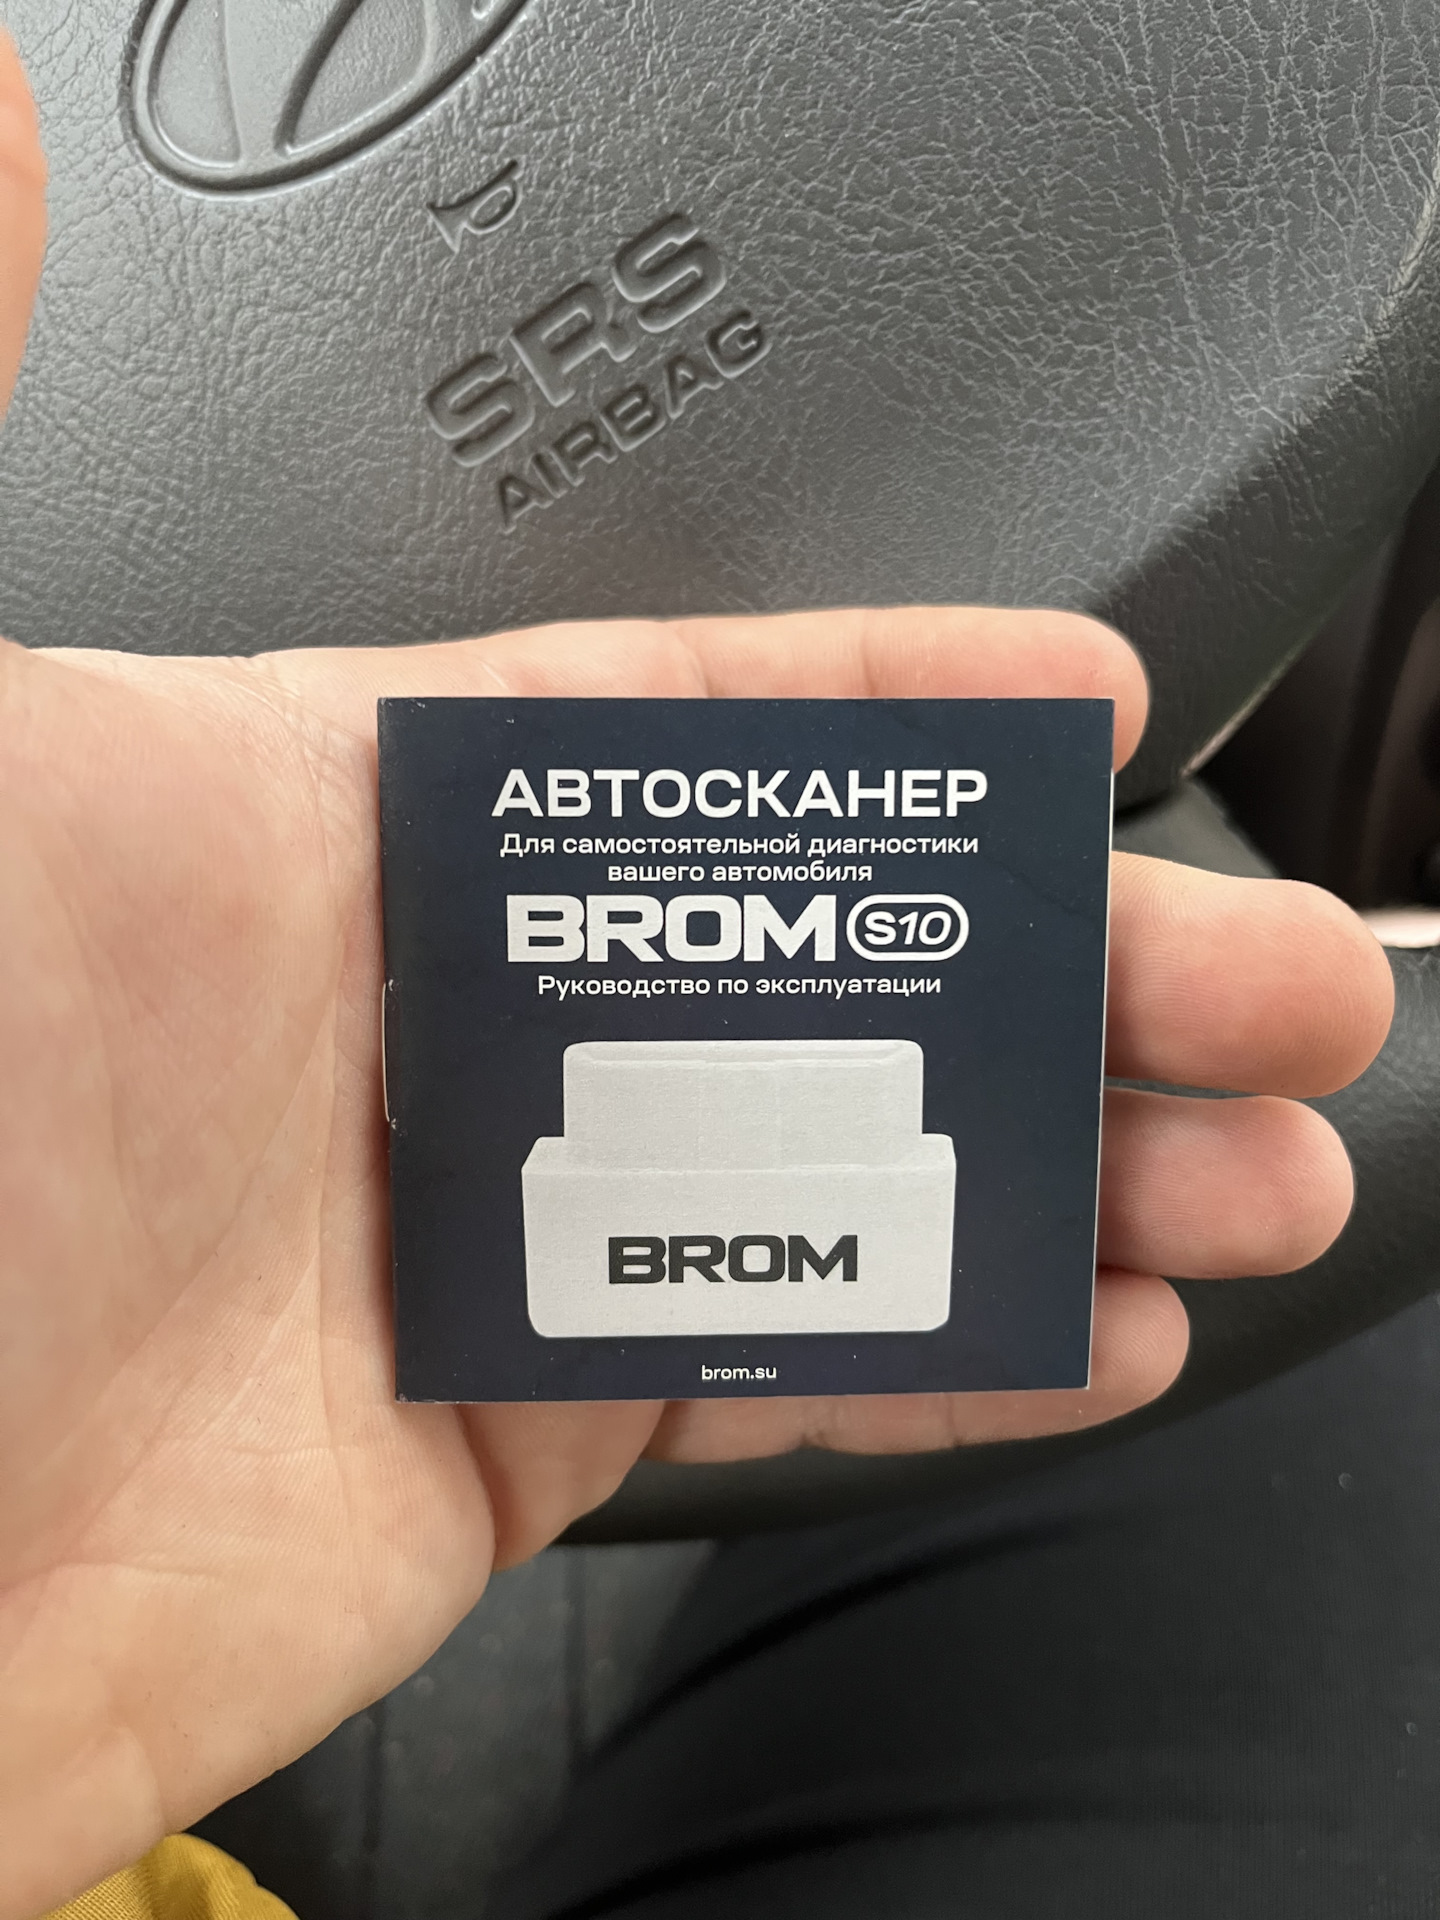 SRS
AIRBAG
АВТОСКАНЕР
Для самостоятельной диагностики
вашего автомобиля
BROM S10
Руководство по эксплуатации
BROM
brom.su